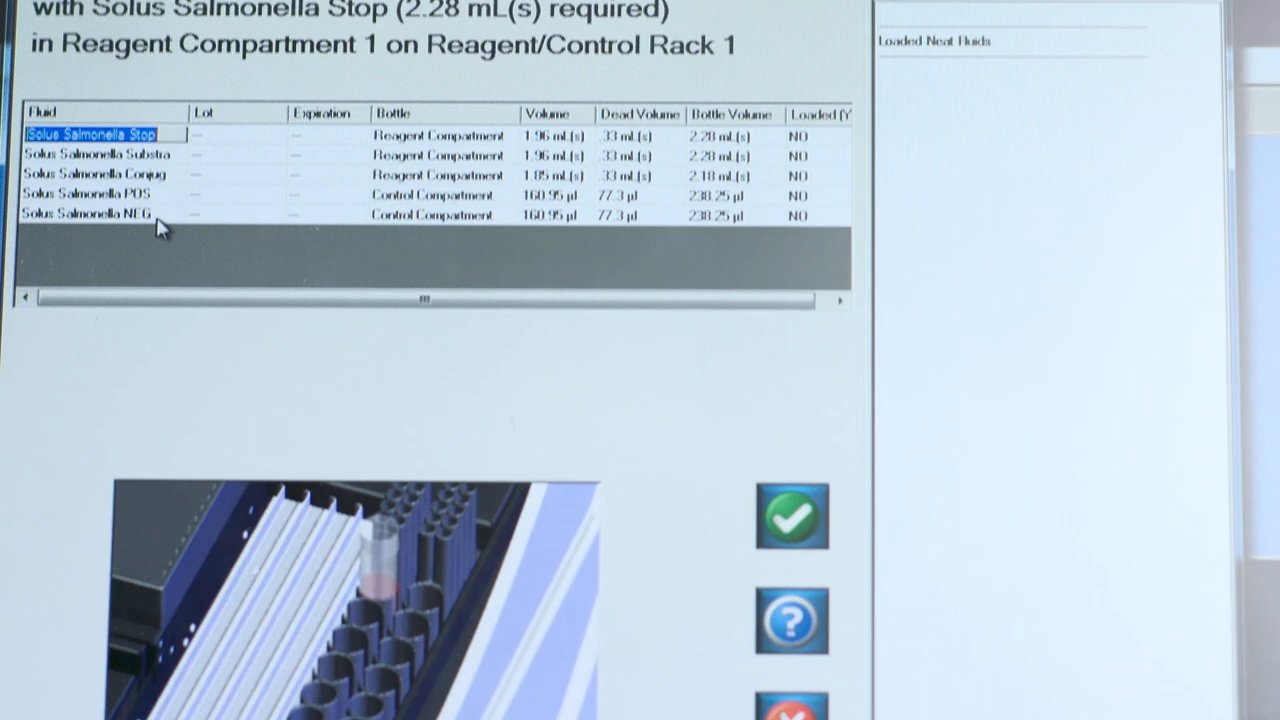 with Solus Salmonella Stop (2.28 mL(s) required)
in Reagent Compartment 1 on Reagent/Control Rack 1
Loaded Neat Fluids
Fluid Lot Expiration Bottle Volume Dead Volume Bottle Volume Loaded (Y
Solus Salmonella Stop --- --- Reagent Compartment 1.96 mL(s) .33 mL(s) 2.28 mL(s) NO
Solus Salmonella Substra --- --- Reagent Compartment 1.96 mL(s) .33 mL(s) 2.28 mL(s) NO
Solus Salmonella Conjug --- --- Reagent Compartment 1.85 mL(s) .33 mL(s) 2.18 mL(s) NO
Solus Salmonella POS --- --- Control Compartment 160.95 µl 77.3 µl 238.25 µl NO
Solus Salmonella NEG --- --- Control Compartment 160.95 µl 77.3 µl 238.25 µl NO